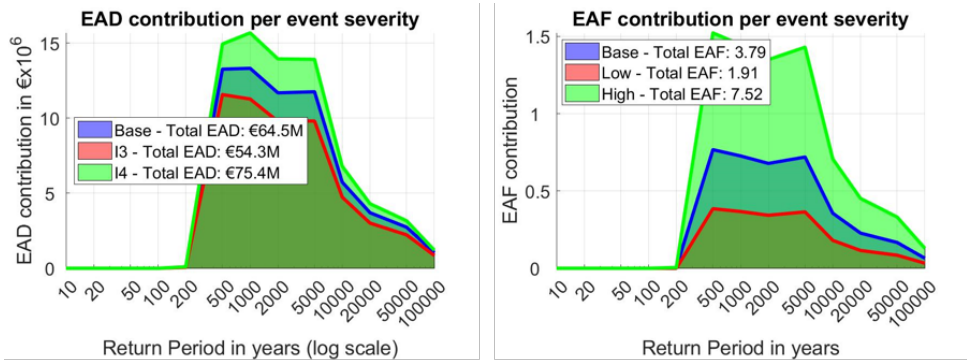 EAD contribution per event severity
EAD contribution in €x10⁶
15
10
5
0
Base - Total EAD: €64.5M
I3 - Total EAD: €54.3M
I4 - Total EAD: €75.4M
10 20 50 100 200 500 1000 2000 5000 10000 20000 50000 100000
Return Period in years (log scale)
EAF contribution per event severity
EAF contribution
1.5
1
0.5
0
Base - Total EAF: 3.79
Low - Total EAF: 1.91
High - Total EAF: 7.52
10 20 50 100 200 500 1000 2000 5000 10000 20000 50000 100000
Return Period in years